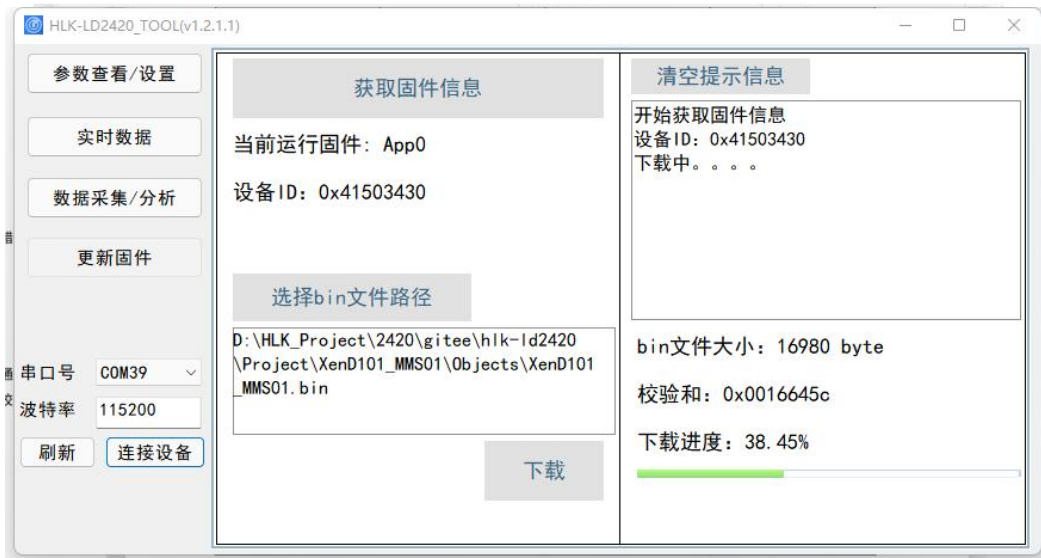 HLK-LD2420_TOOL(v1.2.1.1)
参数查看/设置
实时数据
数据采集/分析
更新固件
串口号 COM39
波特率 115200
刷新 连接设备
获取固件信息
当前运行固件: App0
设备ID: 0x41503430
选择bin文件路径
D:\HLK_Project\2420\gitee\hlk-ld2420
\Project\XenD101_MMS01\Objects\XenD101
_MMS01.bin
下载
清空提示信息
开始获取固件信息
设备ID: 0x41503430
下载中。。。。
bin文件大小: 16980 byte
校验和: 0x0016645c
下载进度: 38.45%